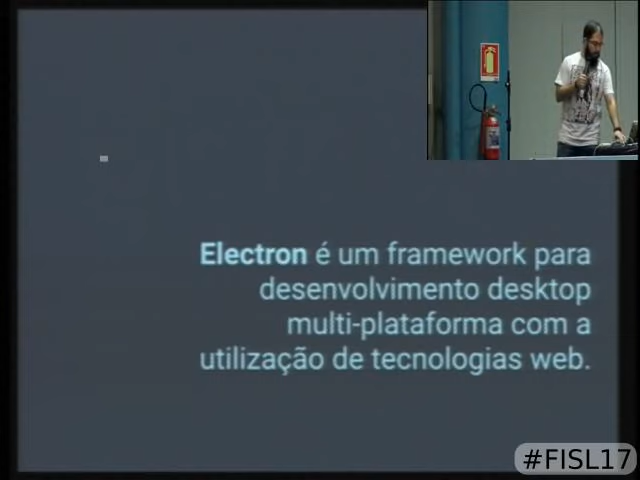 Electron é um framework para
desenvolvimento desktop
multi-plataforma com a
utilização de tecnologias web.
#FISL17